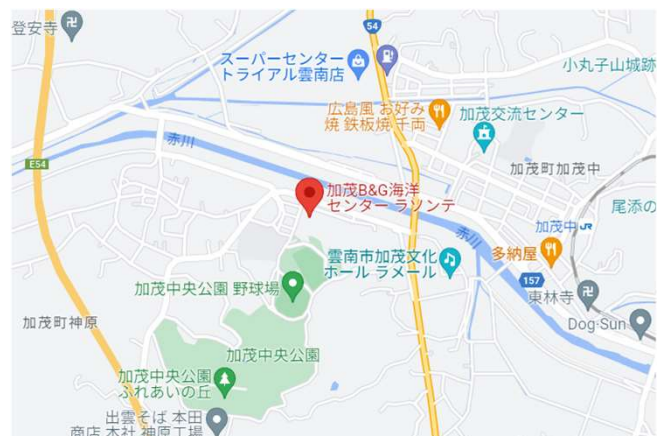 登安寺
54
スーパーセンター
トライアル雲南店
小丸子山城跡
広島風 お好み
焼 鉄板焼 千両
加茂交流センター
赤川
E54
加茂町加茂中
加茂B&G海洋
センター ラソンテ
尾添の
加茂中
JR
赤川
雲南市加茂文化
ホール ラメール
多納屋
157
加茂中央公園 野球場
東林寺
加茂町神原
Dog Sun
加茂中央公園
加茂中央公園
ふれあいの丘
出雲そば 本田
商店 本社 神原工場